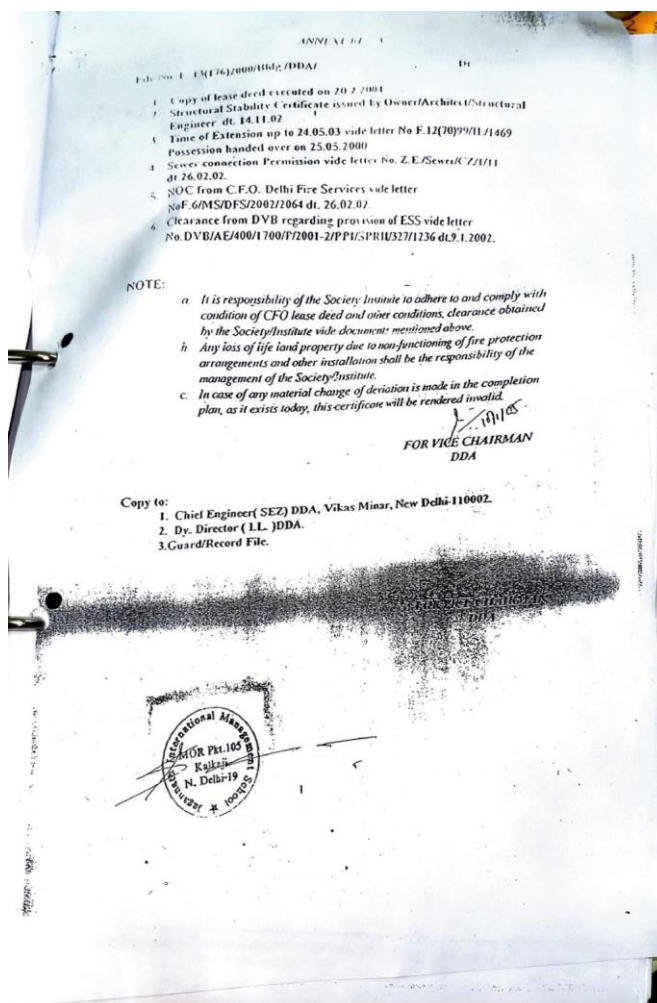 ANNEXURE A
File No. F 13(176)2000/Bldg /DDA/
1 Copy of lease deed executed on 20 2 2001
2 Structural Stability Certificate issued by Owner/Architect/Structural
Engineer dt. 14.11.02
3 Time of Extension up to 24.05.03 vide letter No F.12(70)99/IL/1469
Possession handed over on 25.05.2000
4 Sewer connection Permission vide letter No. Z.E/Sewer/CZ/1/11
dt 26.02.02.
5. NOC from C.F.O. Delhi Fire Services vide letter
NoF.6/MS/DFS/2002/2064 dt. 26.02.02
6. Clearance from DVB regarding provision of ESS vide letter
No.DVB/AE/400/1700/P/2001-2/PPI/SPRII/327/1236 dt.9.1.2002.
NOTE:
a It is responsibility of the Society Institute to adhere to and comply with
condition of CFO lease deed and other conditions, clearance obtained
by the Society/Institute vide documents mentioned above.
b Any loss of life iand property due to non-functioning of fire protection
arrangements and other installation shall be the responsibility of the
management of the Society/Institute.
c. In case of any material change of deviation is made in the completion
plan, as it exists today, this certificate will be rendered invalid.
FOR VICE CHAIRMAN
DDA
Copy to:
1. Chief Engineer( SEZ) DDA, Vikas Minar, New Delhi-110002.
2. Dy. Director ( I.L. )DDA.
3.Guard/Record File.
FOR VICE CHAIRMAN
DDA
Jagannath International Management School
MOR Pkt.105
Kalkaji
N. Delhi-19